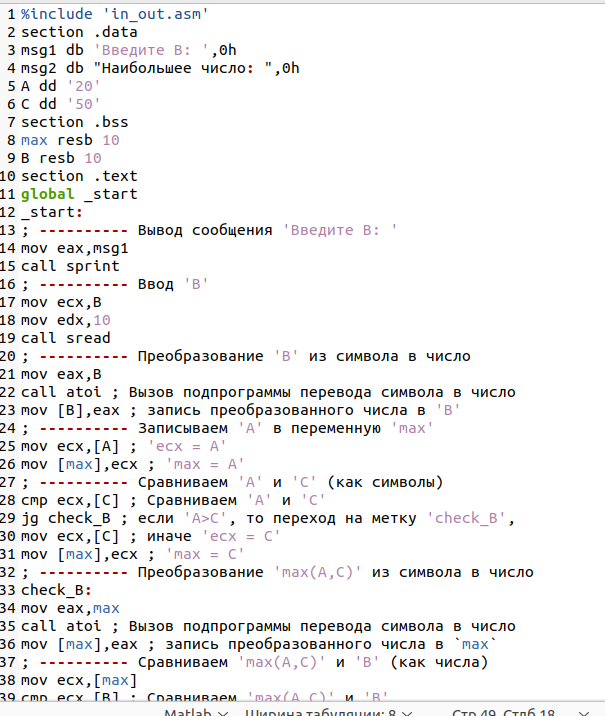 1 %include 'in_out.asm'
2 section .data
3 msg1 db 'Введите B: ',0h
4 msg2 db "Наибольшее число: ",0h
5 A dd '20'
6 C dd '50'
7 section .bss
8 max resb 10
9 B resb 10
10 section .text
11 global _start
12 _start:
13 ; ---------- Вывод сообщения 'Введите B: '
14 mov eax,msg1
15 call sprint
16 ; ---------- Ввод 'B'
17 mov ecx,B
18 mov edx,10
19 call sread
20 ; ---------- Преобразование 'B' из символа в число
21 mov eax,B
22 call atoi ; Вызов подпрограммы перевода символа в число
23 mov [B],eax ; запись преобразованного числа в 'B'
24 ; ---------- Записываем 'A' в переменную 'max'
25 mov ecx,[A] ; 'ecx = A'
26 mov [max],ecx ; 'max = A'
27 ; ---------- Сравниваем 'A' и 'С' (как символы)
28 cmp ecx,[C] ; Сравниваем 'A' и 'С'
29 jg check_B ; если 'A>C', то переход на метку 'check_B',
30 mov ecx,[C] ; иначе 'ecx = C'
31 mov [max],ecx ; 'max = C'
32 ; ---------- Преобразование 'max(A,C)' из символа в число
33 check_B:
34 mov eax,max
35 call atoi ; Вызов подпрограммы перевода символа в число
36 mov [max],eax ; запись преобразованного числа в `max`
37 ; ---------- Сравниваем 'max(A,C)' и 'B' (как числа)
38 mov ecx,[max]
39 cmp ecx,[B] ; Сравниваем 'max(A,C)' и 'B'
Matlab Ширина табуляции: 8 Стр 49, Стлб 18